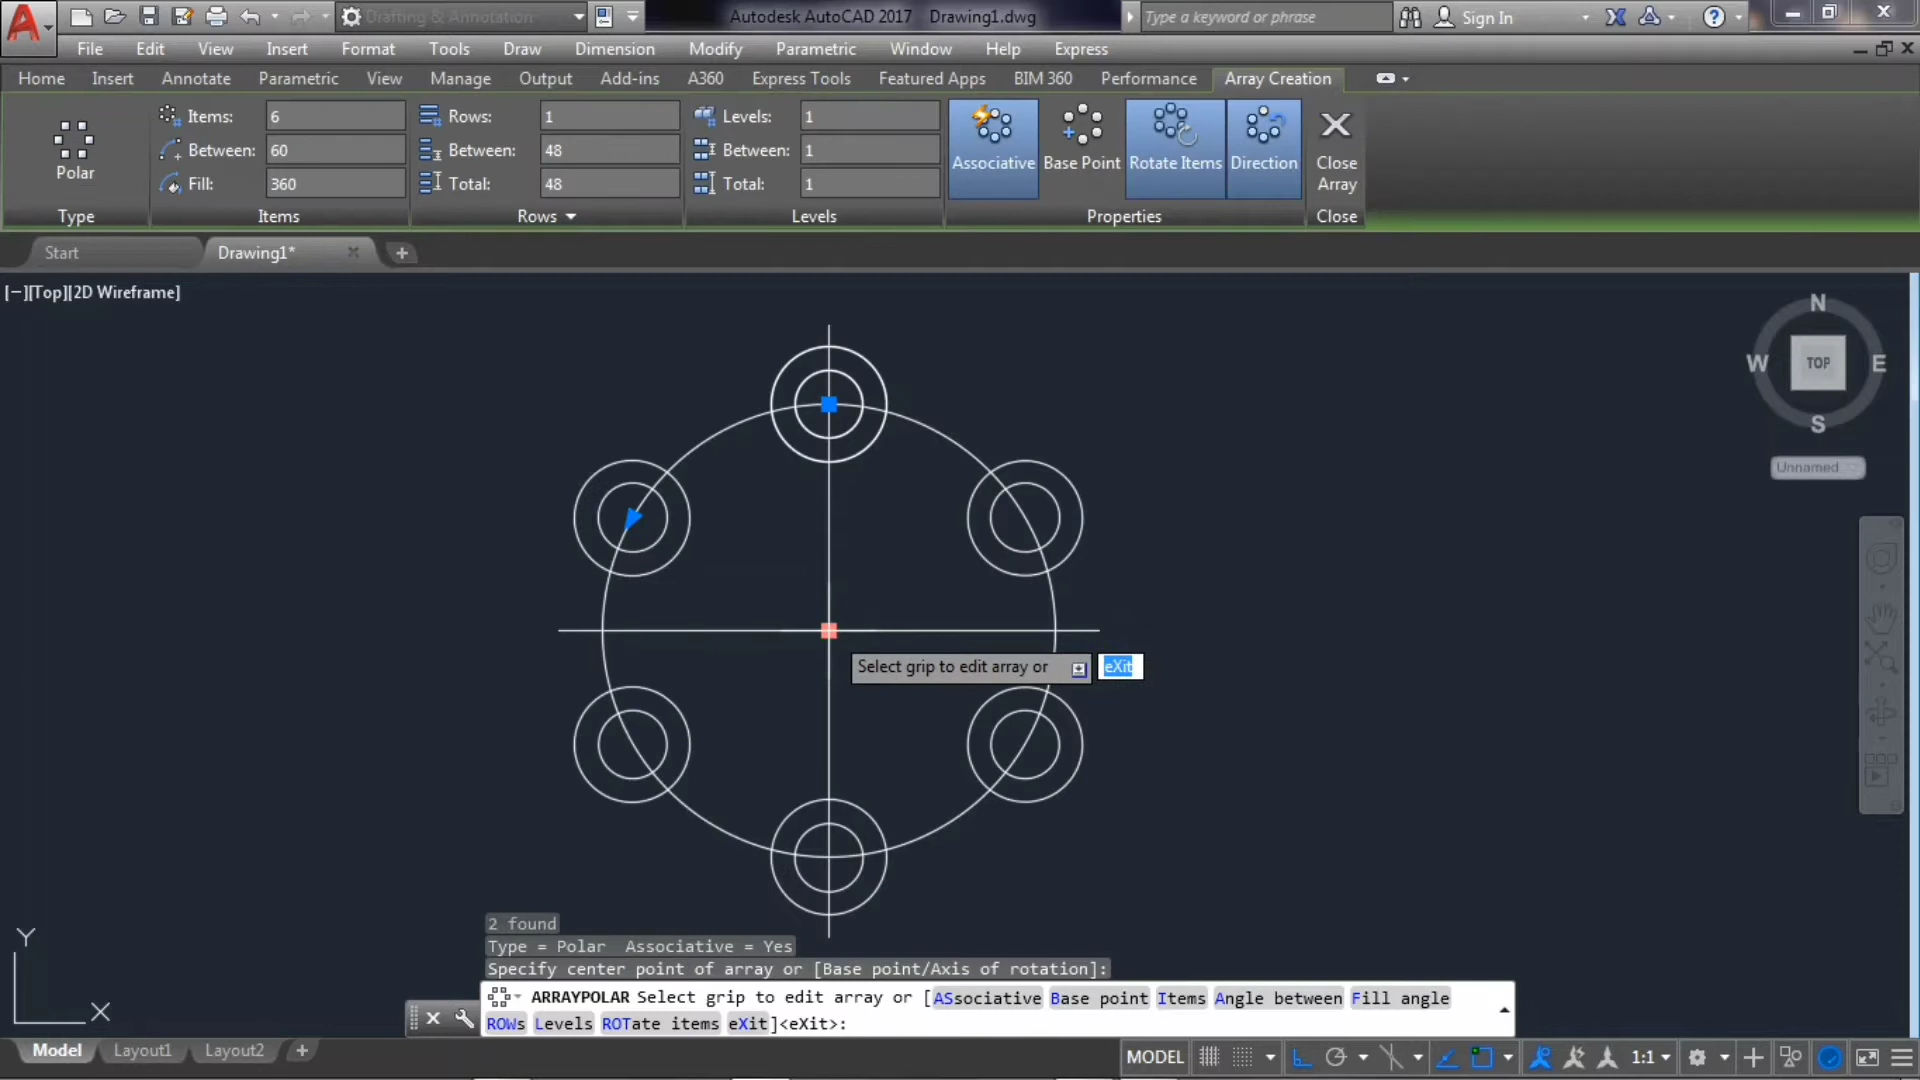 Drafting & Annotation
Autodesk AutoCAD 2017 Drawing1.dwg
Type a keyword or phrase
Sign In
File Edit View Insert Format Tools Draw Dimension Modify Parametric Window Help Express
Home Insert Annotate Parametric View Manage Output Add-ins A360 Express Tools Featured Apps BIM 360 Performance Array Creation
Items: 6 Rows: 1 Levels: 1
Between: 60 Between: 48 Between: 1
Fill: 360 Total: 48 Total: 1
Polar
Associative Base Point Rotate Items Direction Close Array
Type Items Rows Levels Properties Close
Start Drawing1*
[−][Top][2D Wireframe]
N
W TOP E
S
Unnamed
Select grip to edit array or eXit
2 found
Type = Polar Associative = Yes
Specify center point of array or [Base point/Axis of rotation]:
ARRAYPOLAR Select grip to edit array or [ASsociative Base point Items Angle between Fill angle
ROWs Levels ROTate items eXit]<eXit>:
Y
X
Model Layout1 Layout2
MODEL 1:1